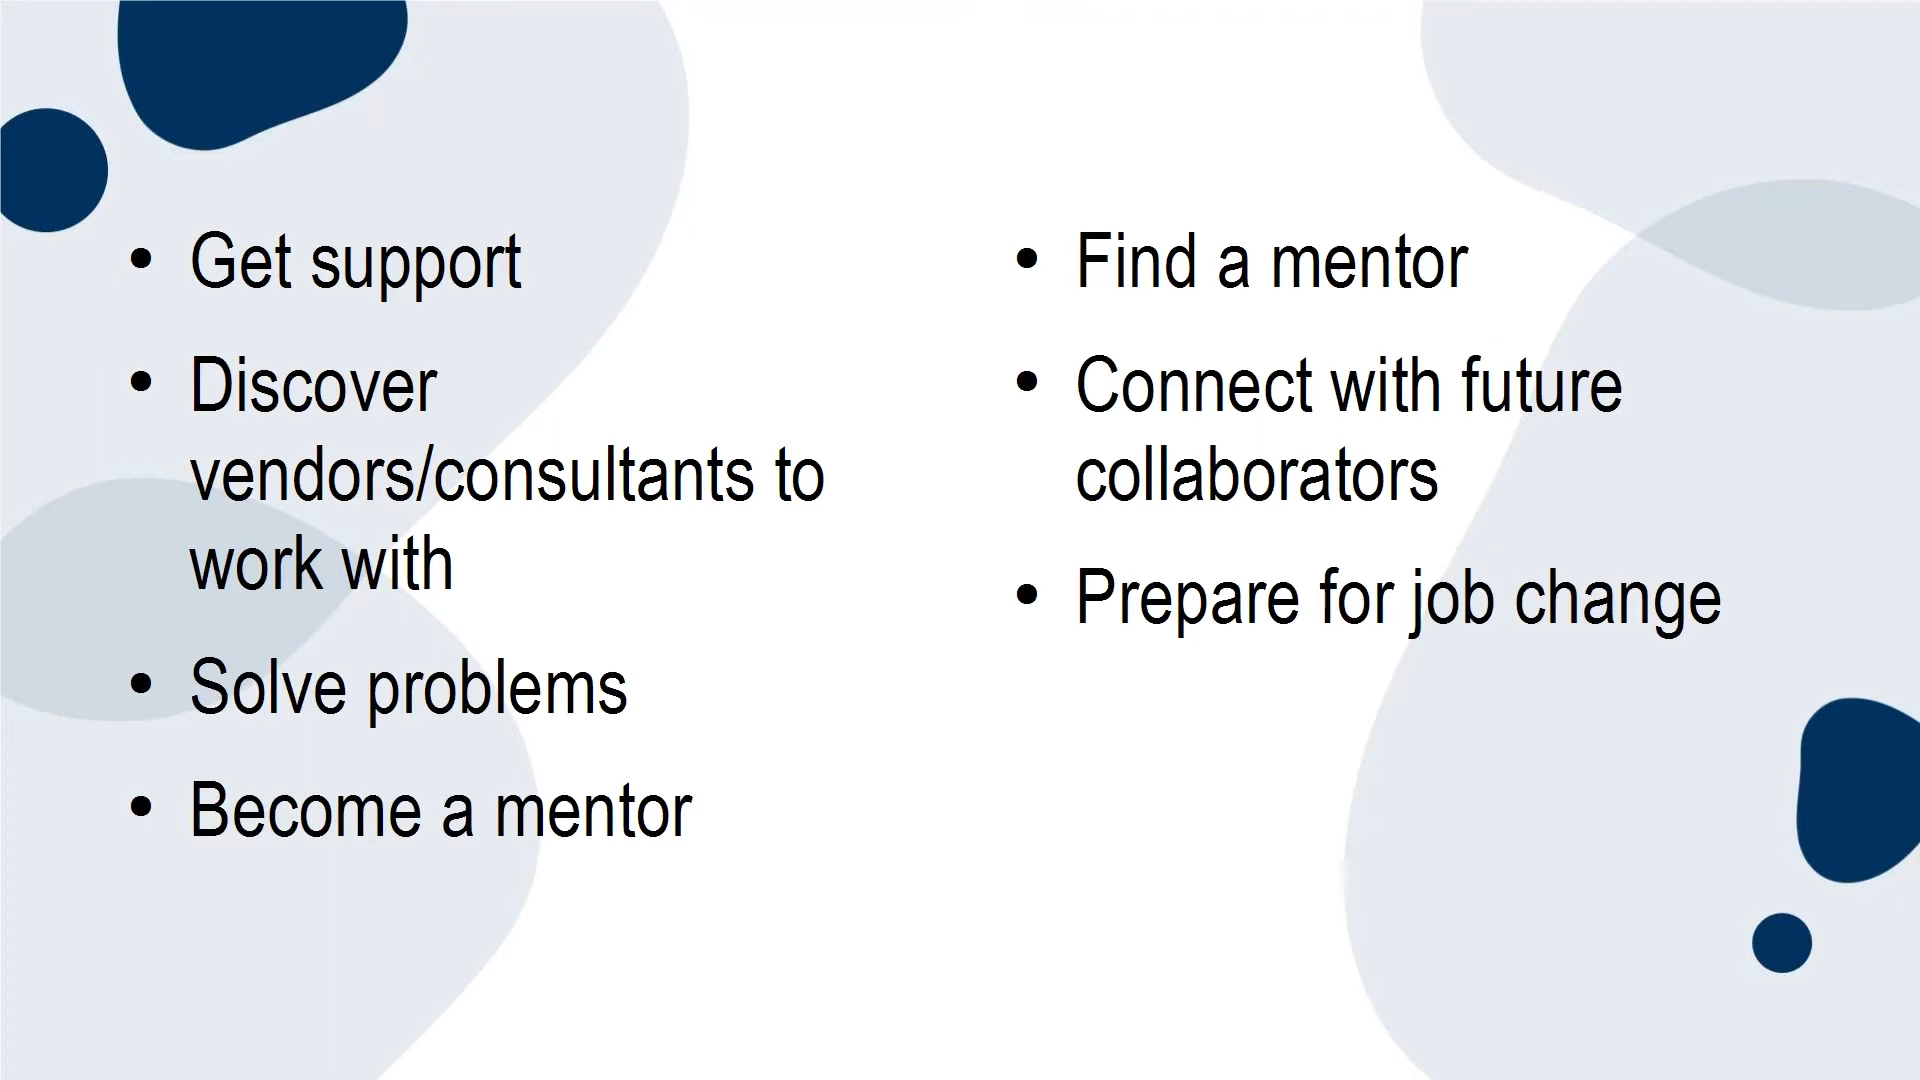 • Get support
• Discover
vendors/consultants to
work with
• Solve problems
• Become a mentor
• Find a mentor
• Connect with future
collaborators
• Prepare for job change